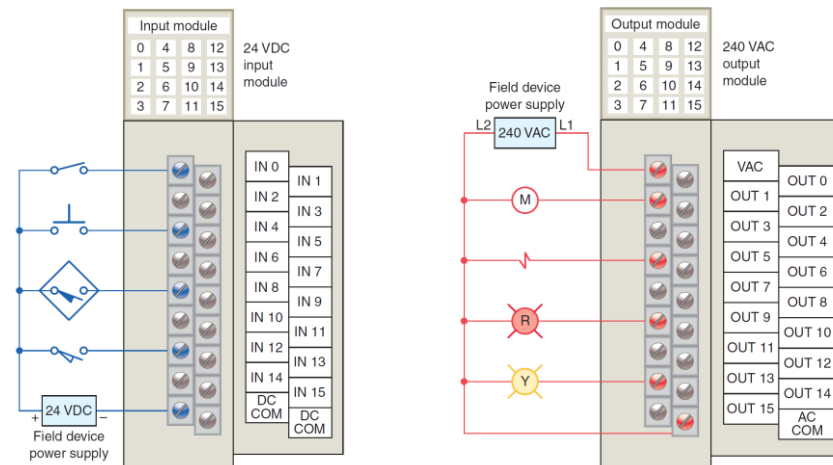 Input module
0 4 8 12
1 5 9 13
2 6 10 14
3 7 11 15
24 VDC
input
module
IN 0
IN 1
IN 2
IN 3
IN 4
IN 5
IN 6
IN 7
IN 8
IN 9
IN 10
IN 11
IN 12
IN 13
IN 14
IN 15
DC
COM
DC
COM
+ 24 VDC −
Field device
power supply
Output module
0 4 8 12
1 5 9 13
2 6 10 14
3 7 11 15
240 VAC
output
module
Field device
power supply
L2 240 VAC L1
M
R
Y
VAC
OUT 0
OUT 1
OUT 2
OUT 3
OUT 4
OUT 5
OUT 6
OUT 7
OUT 8
OUT 9
OUT 10
OUT 11
OUT 12
OUT 13
OUT 14
OUT 15
AC
COM